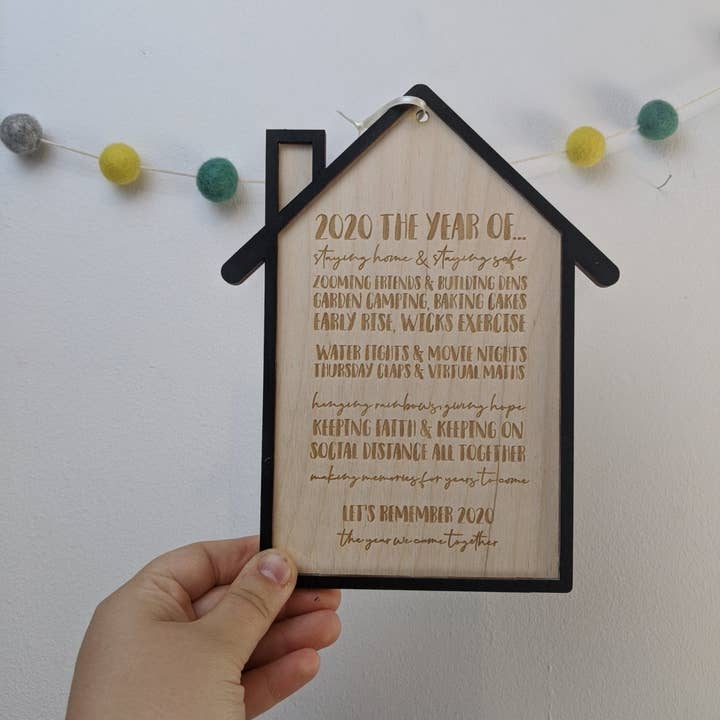 2020 THE YEAR OF...
staying home & staying safe
ZOOMING FRIENDS & BUILDING DENS
GARDEN CAMPING, BAKING CAKES
EARLY RISE, WICKS EXERCISE
WATER FIGHTS & MOVIE NIGHTS
THURSDAY CLAPS & VIRTUAL MATHS
hanging rainbows, giving hope
KEEPING FAITH & KEEPING ON
SOCIAL DISTANCE ALL TOGETHER
making memories for years to come
LET'S REMEMBER 2020
the year we came together